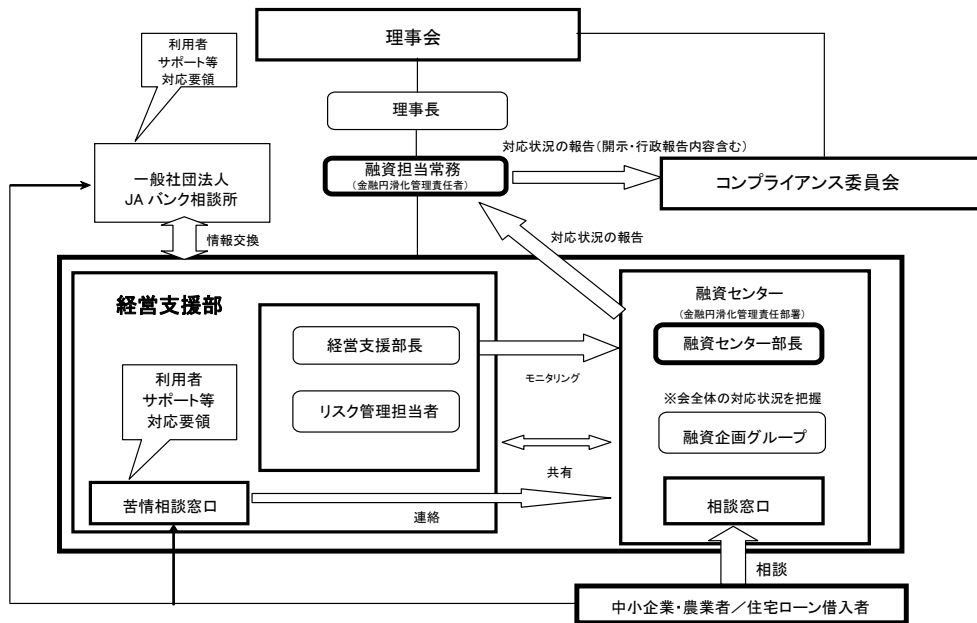 理事会
利用者
サポート等
対応要領
理事長
対応状況の報告(開示・行政報告内容含む)
融資担当常務
(金融円滑化管理責任者)
一般社団法人
JAバンク相談所
コンプライアンス委員会
情報交換
対応状況の報告
経営支援部
融資センター
(金融円滑化管理責任部署)
経営支援部長
融資センター部長
モニタリング
利用者
サポート等
対応要領
リスク管理担当者
※会全体の対応状況を把握
融資企画グループ
共有
苦情相談窓口
連絡
相談窓口
相談
中小企業・農業者/住宅ローン借入者